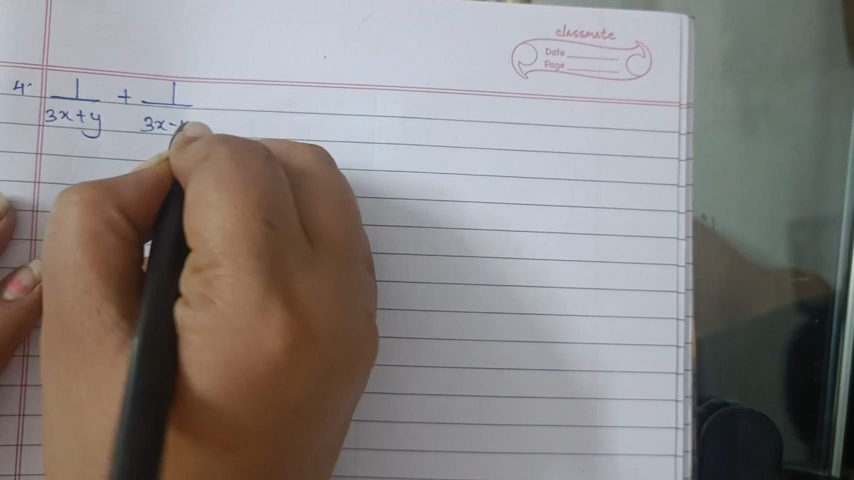 classmate
Date
Page
4. 1/(3x+y) + 1/(3x-